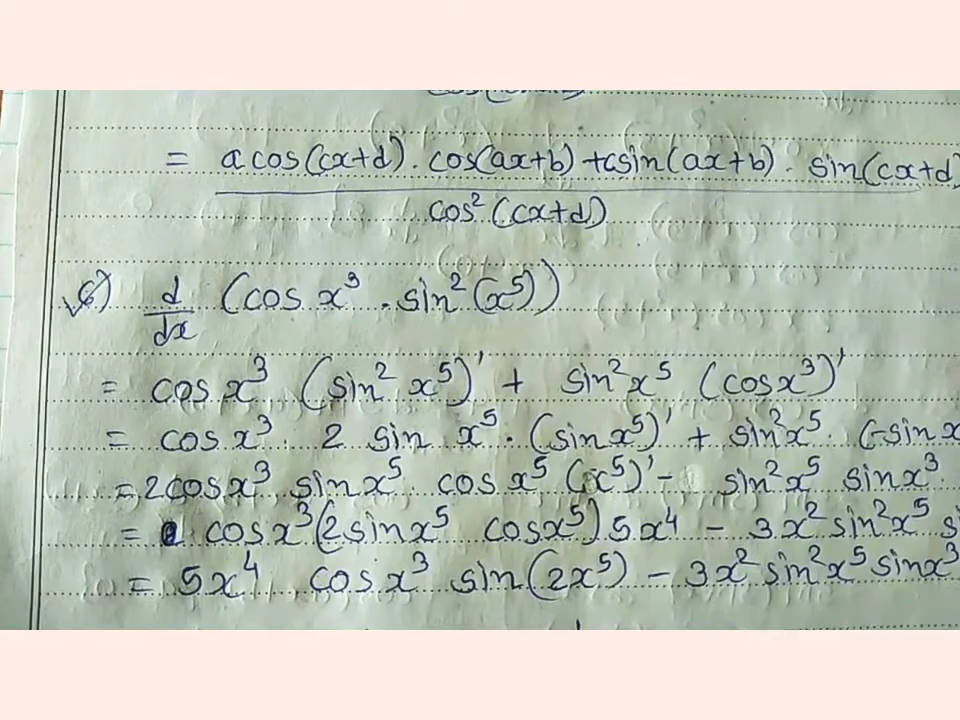 = a cos(cx+d) · cos(ax+b) + c sin(ax+b) · sin(cx+d)
cos² (cx+d)
6) d/dx (cos x³ · sin² (x⁵))
= cos x³ (sin² x⁵)' + sin² x⁵ (cos x³)'
= cos x³ · 2 sin x⁵ · (sin x⁵)' + sin² x⁵ · (-sin x
= 2 cos x³ sin x⁵ cos x⁵ (x⁵)' - sin² x⁵ sin x³ ·
= cos x³ (2 sin x⁵ cos x⁵) 5x⁴ - 3x² sin² x⁵ si
= 5x⁴ cos x³ sin(2x⁵) - 3x² sin² x⁵ sin x³